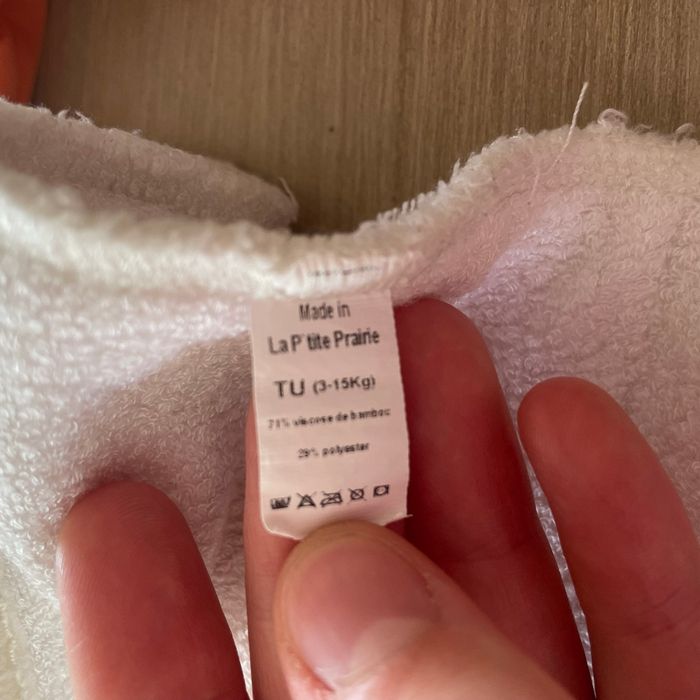 Made in
La P'tite Prairie
TU (3-15Kg)
71% viscose de bambou
29% polyester